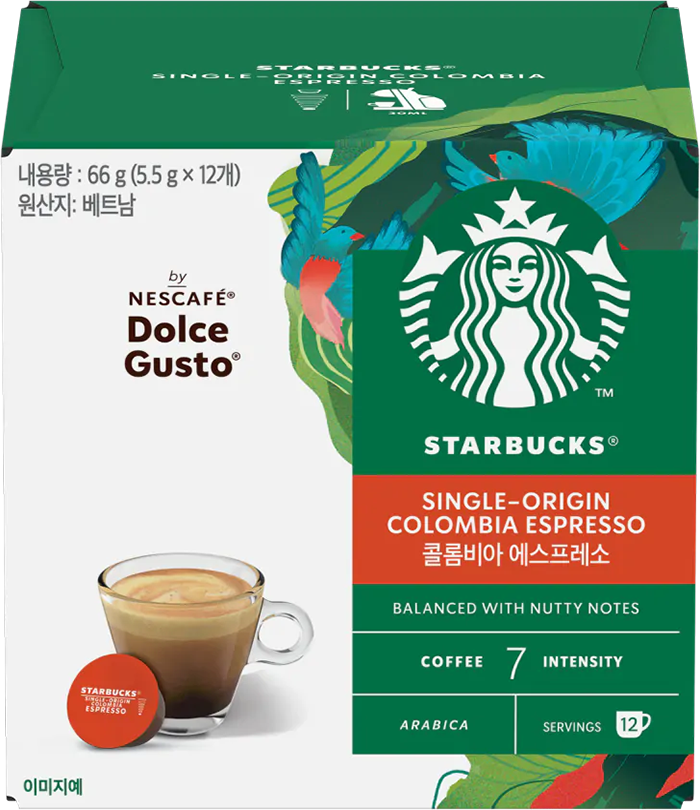 STARBUCKS®
SINGLE-ORIGIN COLOMBIA
ESPRESSO
30ML
내용량 : 66 g (5.5 g × 12개)
원산지: 베트남
by
NESCAFÉ®
Dolce
Gusto®
TM
STARBUCKS®
SINGLE-ORIGIN
COLOMBIA ESPRESSO
콜롬비아 에스프레소
BALANCED WITH NUTTY NOTES
COFFEE 7 INTENSITY
ARABICA
SERVINGS 12
STARBUCKS®
SINGLE-ORIGIN
COLOMBIA
ESPRESSO
이미지예